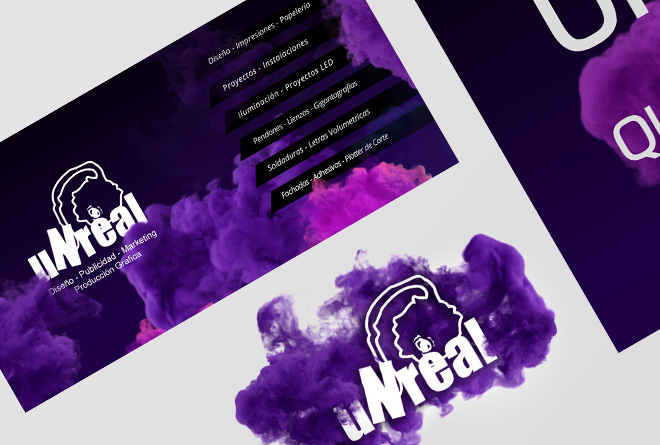 Diseño - Impresiones - Papelería
Proyectos - Instalaciones
Iluminación - Proyectos LED
Pendones - Lienzos - Gigantografías
Soldaduras - Letras Volumetricas
Fachadas - Adhesivos - Plotter de Corte
uNreal
Diseño - Publicidad - Marketing
Producción Gráfica
uNreal